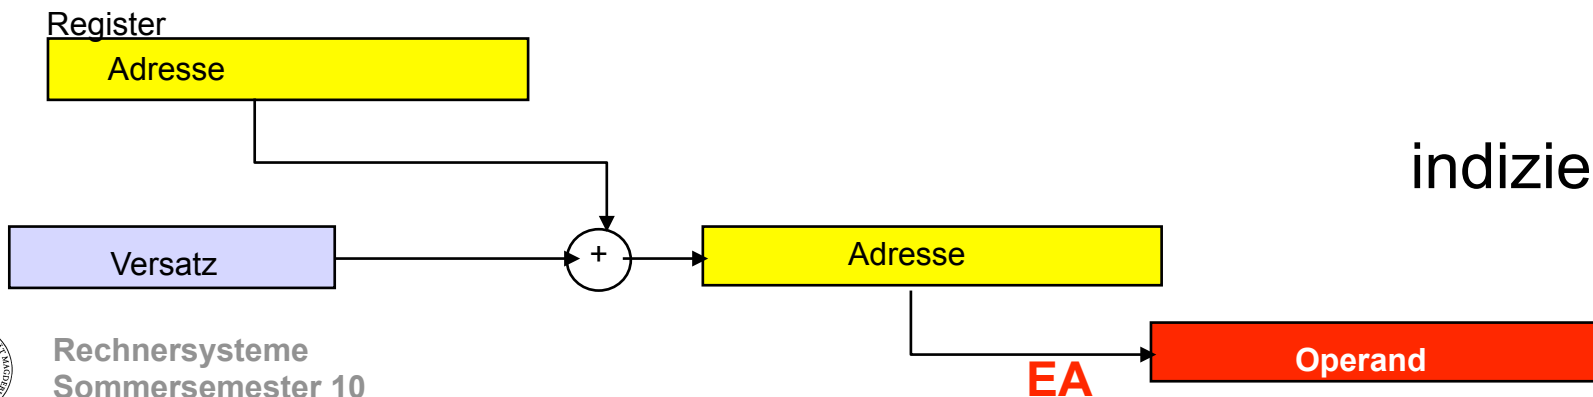 Register
Adresse
indizie
Versatz
+
Adresse
Rechnersysteme
Sommersemester 10
EA
Operand